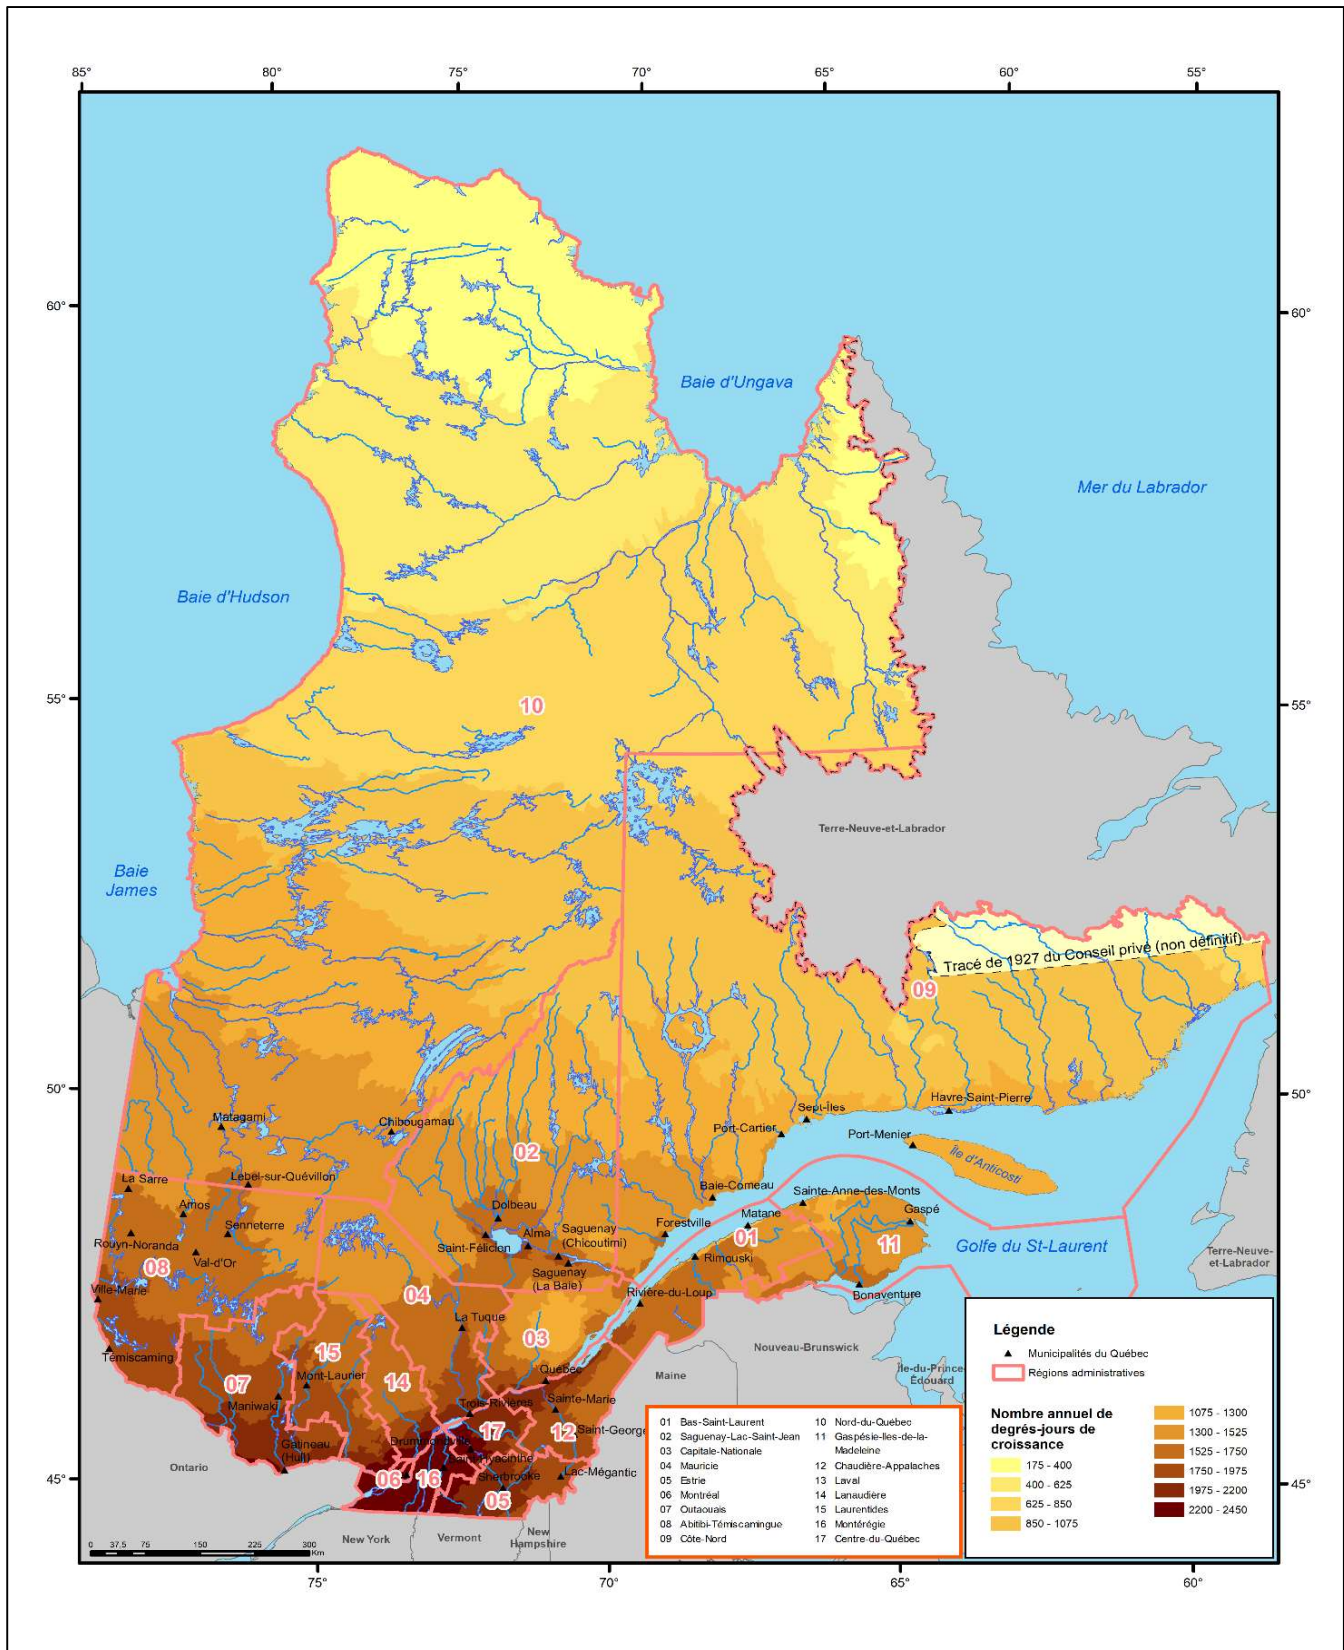 85° 80° 75° 70° 65° 60° 55°
60° 60°
Baie d'Ungava
Mer du Labrador
Baie d'Hudson
55° 10 55°
Terre-Neuve-et-Labrador
Baie
James
Tracé de 1927 du Conseil privé (non définitif)
09
50° 50°
Havre-Saint-Pierre
Sept-Îles
Matagami
Chibougamau
Port-Cartier
Port-Menier
02
Île d'Anticosti
La Sarre
Lebel-sur-Quévillon
Baie-Comeau
Sainte-Anne-des-Monts
Amos
Dolbeau
Gaspé
Senneterre
Saguenay
(Chicoutimi)
Forestville
Matane
01
11
Rouyn-Noranda
Saint-Félicien
Alma
Golfe du St-Laurent
Val-d'Or
Rimouski
Terre-Neuve-
et-Labrador
08
Saguenay
(La Baie)
Ville-Marie
04
Rivière-du-Loup
Bonaventure
La Tuque
03
Témiscaming
15
Nouveau-Brunswick
Île-du-Prince-
Édouard
Maine
Mont-Laurier
Québec
07
14
Maniwaki
Sainte-Marie
Trois-Rivières
17
12
Saint-George
Drummondville
Gatineau
(Hull)
Saint-Hyacinthe
Ontario
06
16
Sherbrooke
Lac-Mégantic
05
45° 45°
New York
Vermont
New
Hampshire
0 37.5 75 150 225 300
Km
75° 70° 65° 60°
01 Bas-Saint-Laurent
02 Saguenay-Lac-Saint-Jean
03 Capitale-Nationale
04 Mauricie
05 Estrie
06 Montréal
07 Outaouais
08 Abitibi-Témiscamingue
09 Côte-Nord
10 Nord-du-Québec
11 Gaspésie-Iles-de-la-
Madeleine
12 Chaudière-Appalaches
13 Laval
14 Lanaudière
15 Laurentides
16 Montérégie
17 Centre-du-Québec
Légende
Municipalités du Québec
Régions administratives
Nombre annuel de
degrés-jours de
croissance
175 - 400
400 - 625
625 - 850
850 - 1075
1075 - 1300
1300 - 1525
1525 - 1750
1750 - 1975
1975 - 2200
2200 - 2450